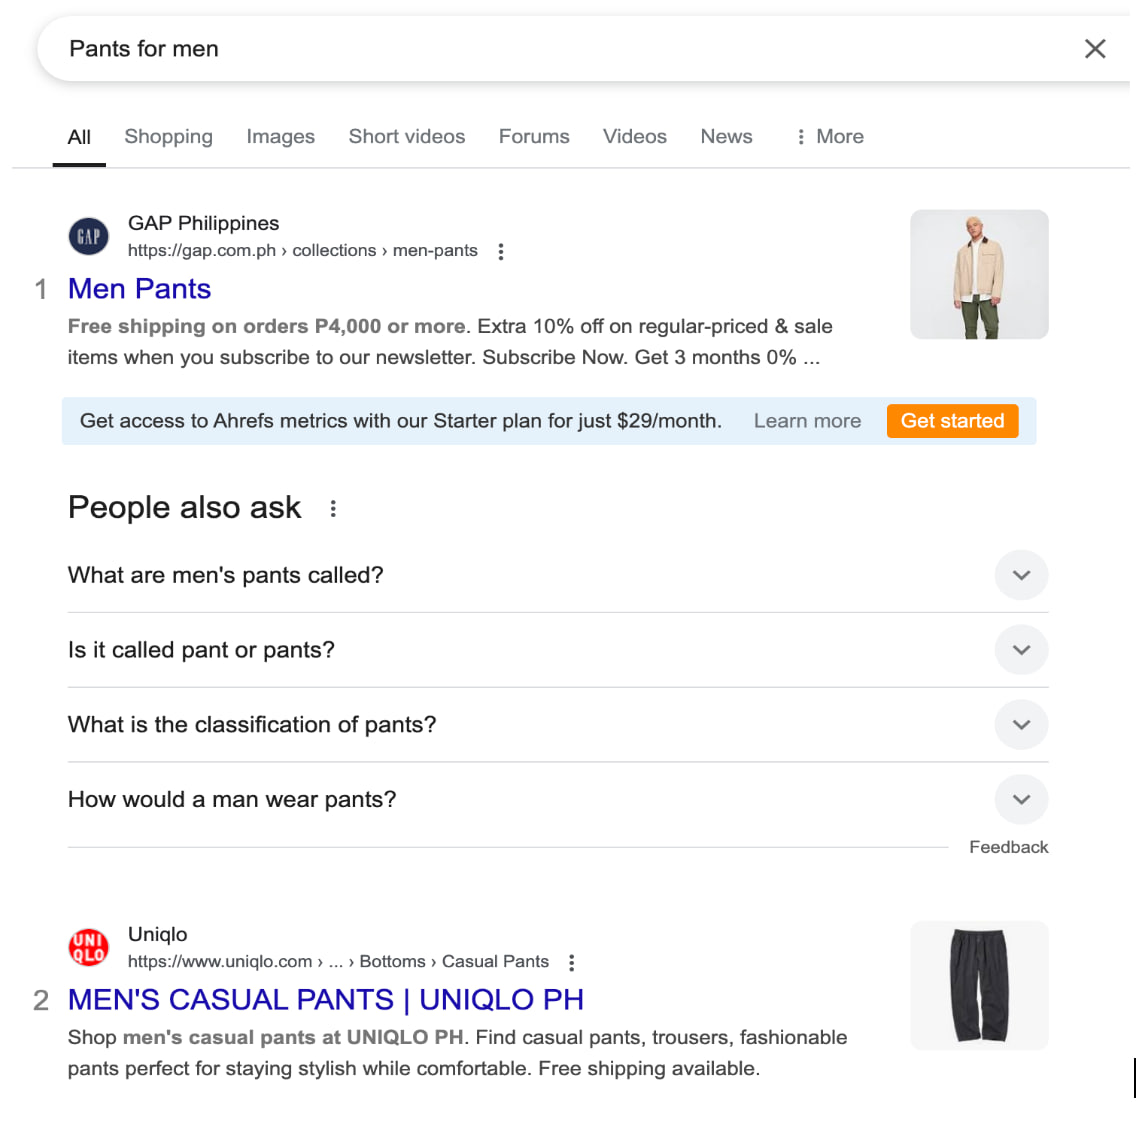 Pants for men
All Shopping Images Short videos Forums Videos News More
GAP
GAP Philippines
https://gap.com.ph › collections › men-pants
1 Men Pants
Free shipping on orders P4,000 or more. Extra 10% off on regular-priced & sale
items when you subscribe to our newsletter. Subscribe Now. Get 3 months 0% ...
Get access to Ahrefs metrics with our Starter plan for just $29/month. Learn more Get started
People also ask
What are men's pants called?
Is it called pant or pants?
What is the classification of pants?
How would a man wear pants?
Feedback
UNI
QLO
Uniqlo
https://www.uniqlo.com › ... › Bottoms › Casual Pants
2 MEN'S CASUAL PANTS | UNIQLO PH
Shop men's casual pants at UNIQLO PH. Find casual pants, trousers, fashionable
pants perfect for staying stylish while comfortable. Free shipping available.